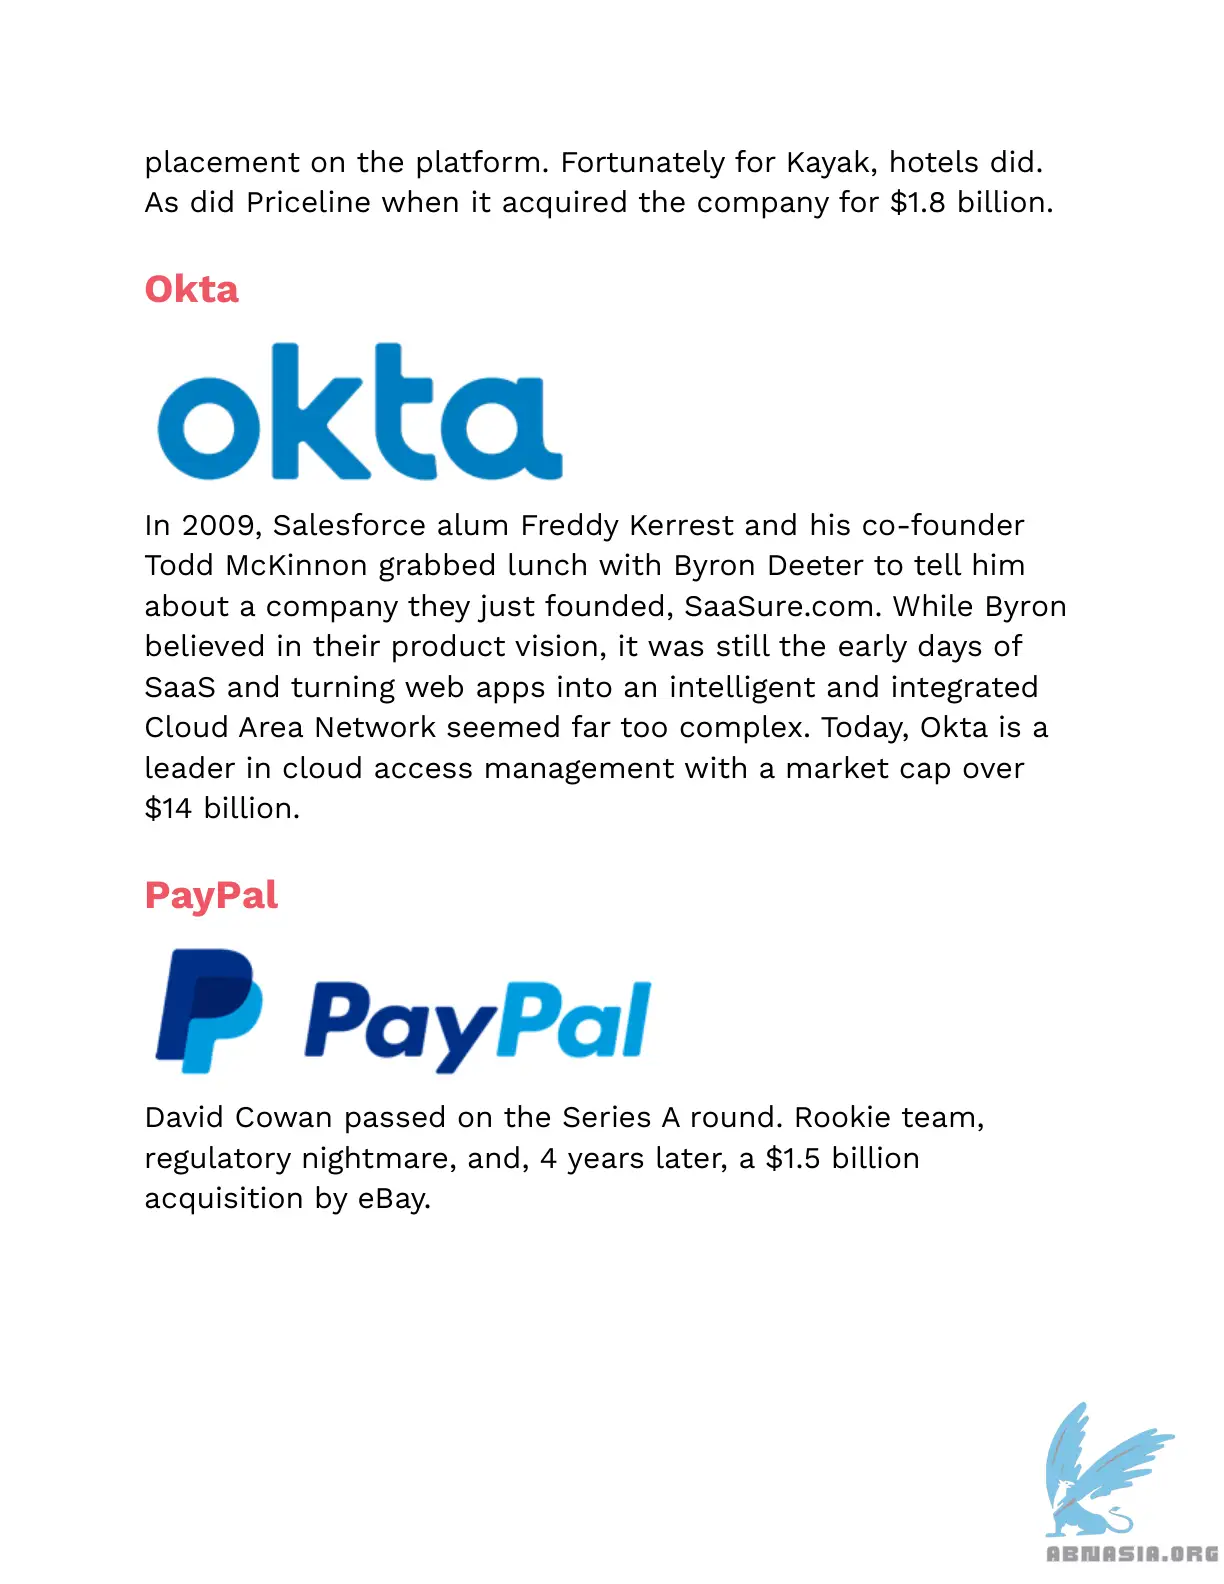 placement on the platform. Fortunately for Kayak, hotels did.
As did Priceline when it acquired the company for $1.8 billion.
Okta
okta
In 2009, Salesforce alum Freddy Kerrest and his co-founder
Todd McKinnon grabbed lunch with Byron Deeter to tell him
about a company they just founded, SaaSure.com. While Byron
believed in their product vision, it was still the early days of
SaaS and turning web apps into an intelligent and integrated
Cloud Area Network seemed far too complex. Today, Okta is a
leader in cloud access management with a market cap over
$14 billion.
PayPal
PayPal
David Cowan passed on the Series A round. Rookie team,
regulatory nightmare, and, 4 years later, a $1.5 billion
acquisition by eBay.
ABNASIA.ORG